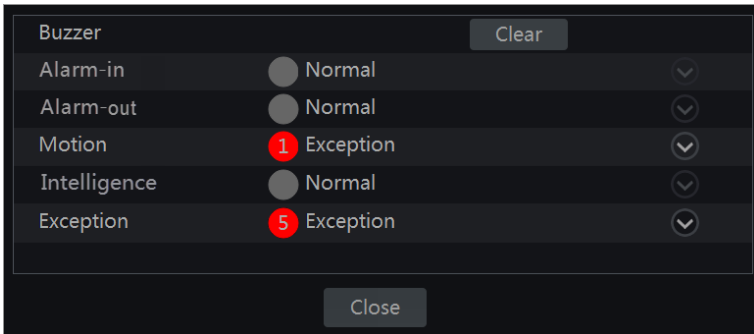 Buzzer Clear
Alarm-in Normal
Alarm-out Normal
Motion 1 Exception
Intelligence Normal
Exception 5 Exception
Close